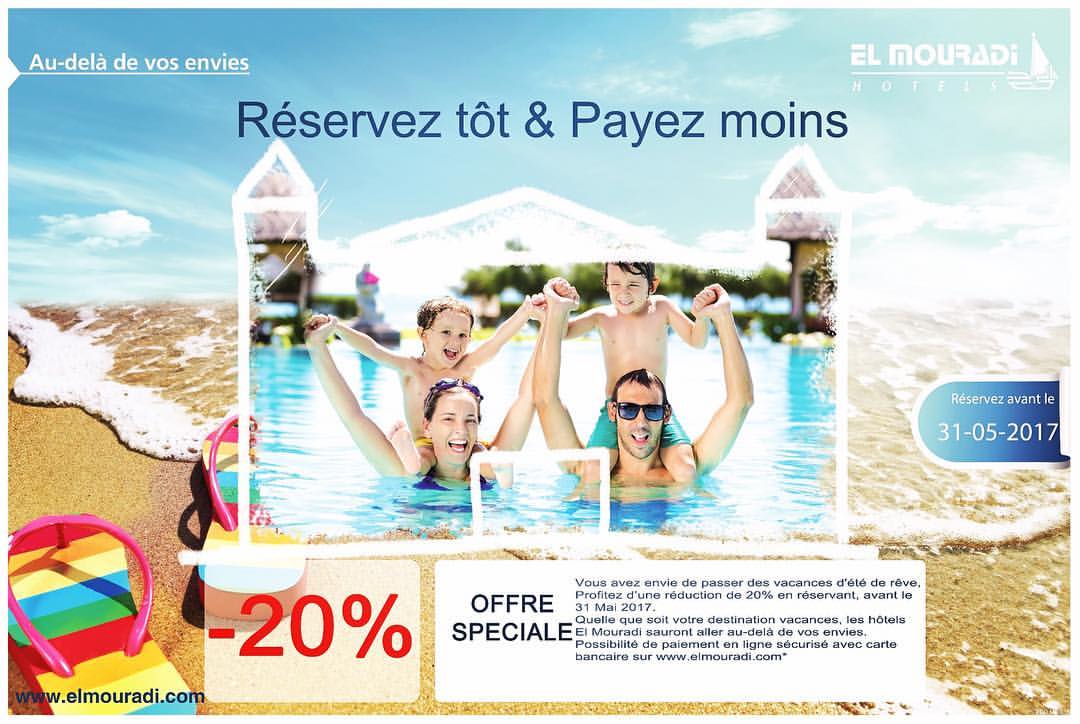 Au-delà de vos envies
EL MOURADI
HOTELS
Réservez tôt & Payez moins
Réservez avant le
31-05-2017
-20%
OFFRE
SPECIALE
Vous avez envie de passer des vacances d'été de rêve,
Profitez d'une réduction de 20% en réservant, avant le
31 Mai 2017.
Quelle que soit votre destination vacances, les hôtels
El Mouradi sauront aller au-delà de vos envies.
Possibilité de paiement en ligne sécurisé avec carte
bancaire sur www.elmouradi.com*
www.elmouradi.com